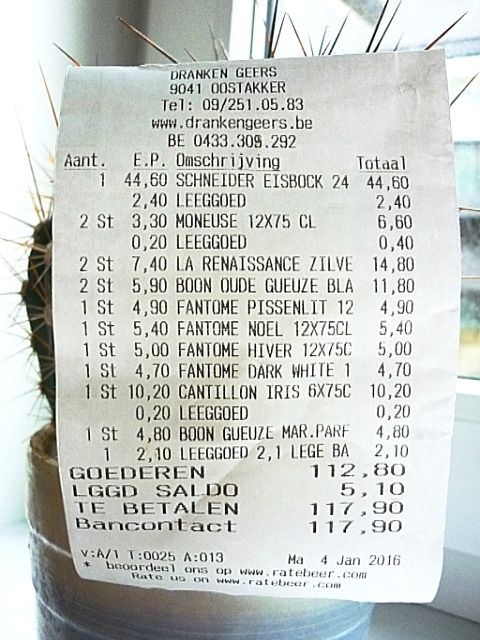 DRANKEN GEERS
9041 OOSTAKKER
Tel: 09/251.05.83
www.drankengeers.be
BE 0433.309.292
Aant. E.P. Omschrijving Totaal
1 44,60 SCHNEIDER EISBOCK 24 44,60
2,40 LEEGGOED 2,40
2 St 3,30 MONEUSE 12X75 CL 6,60
0,20 LEEGGOED 0,40
2 St 7,40 LA RENAISSANCE ZILVE 14,80
2 St 5,90 BOON OUDE GUEUZE BLA 11,80
1 St 4,90 FANTOME PISSENLIT 12 4,90
1 St 5,40 FANTOME NOEL 12X75CL 5,40
1 St 5,00 FANTOME HIVER 12X75C 5,00
1 St 4,70 FANTOME DARK WHITE 1 4,70
1 St 10,20 CANTILLON IRIS 6X75C 10,20
0,20 LEEGGOED 0,20
1 St 4,80 BOON GUEUZE MAR.PARF 4,80
1 2,10 LEEGGOED 2,1 LEGE BA 2,10
GOEDEREN 112,80
LGGD SALDO 5,10
TE BETALEN 117,90
Bancontact 117,90
v:A/1 T:0025 A:013 Ma 4 Jan 2016
* beoordeel ons op www.ratebeer.com
Rate us on www.ratebeer.com